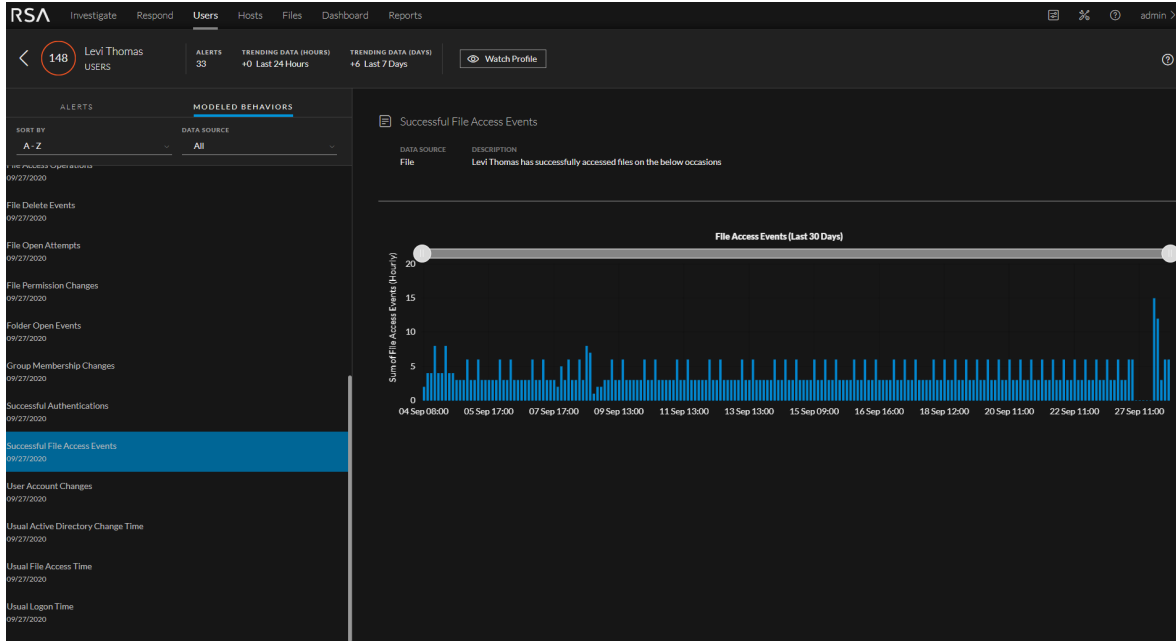 RSA Investigate Respond Users Hosts Files Dashboard Reports admin
148 Levi Thomas
USERS
ALERTS
33
TRENDING DATA (HOURS)
+0 Last 24 Hours
TRENDING DATA (DAYS)
+6 Last 7 Days
Watch Profile
ALERTS MODELED BEHAVIORS
SORT BY DATA SOURCE
A - Z All
File Access Operations
09/27/2020
File Delete Events
09/27/2020
File Open Attempts
09/27/2020
File Permission Changes
09/27/2020
Folder Open Events
09/27/2020
Group Membership Changes
09/27/2020
Successful Authentications
09/27/2020
Successful File Access Events
09/27/2020
User Account Changes
09/27/2020
Usual Active Directory Change Time
09/27/2020
Usual File Access Time
09/27/2020
Usual Logon Time
09/27/2020
Successful File Access Events
DATA SOURCE DESCRIPTION
File Levi Thomas has successfully accessed files on the below occasions
File Access Events (Last 30 Days)
Sum of File Access Events (Hourly)
20
15
10
5
0
04 Sep 08:00 05 Sep 17:00 07 Sep 17:00 09 Sep 13:00 11 Sep 13:00 13 Sep 13:00 15 Sep 09:00 16 Sep 16:00 18 Sep 12:00 20 Sep 11:00 22 Sep 11:00 27 Sep 11:00